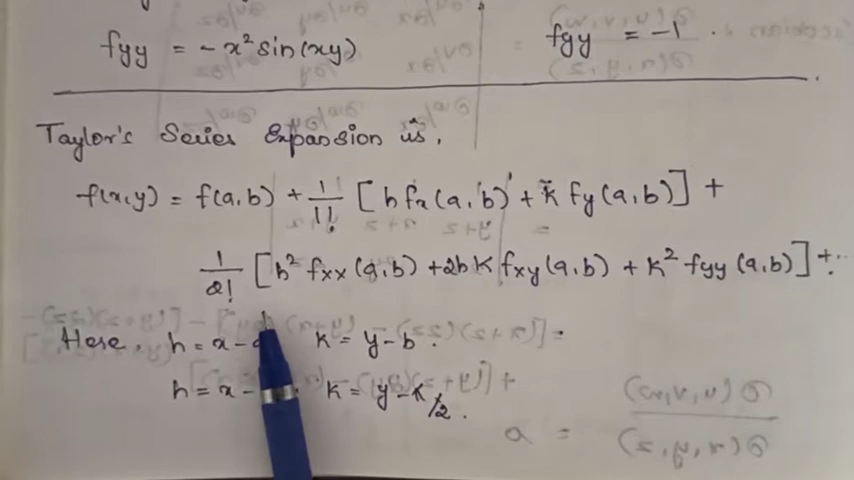 fyy = -x² sin(xy)
fyy = -1 .
Taylor's Series Expansion is,
f(x,y) = f(a,b) + 1/1! [h fx(a,b) + k fy(a,b)] +
1/2! [h² fxx(a,b) + 2hk fxy(a,b) + k² fyy(a,b)] + ...
Here, h = x - k = y - b .
h = x - k = y - π/2 .